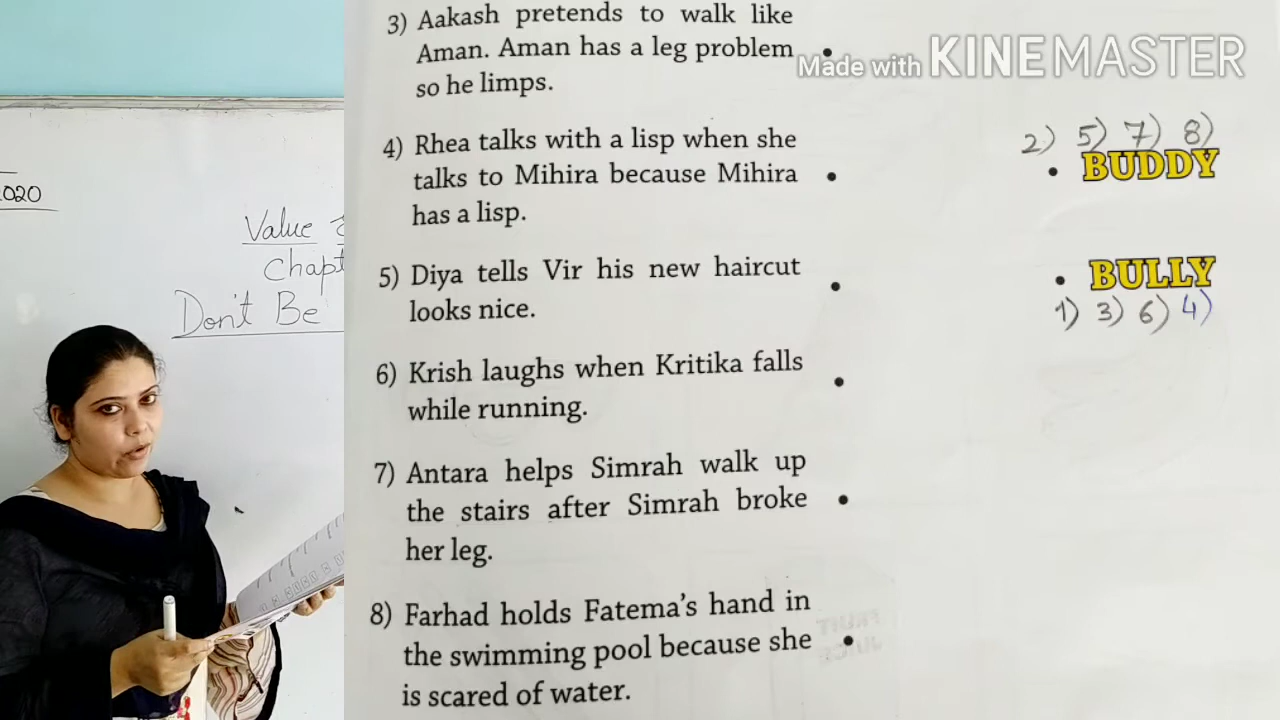 2020
Value
Chapt
Don't Be
3) Aakash pretends to walk like
Aman. Aman has a leg problem
so he limps.
4) Rhea talks with a lisp when she
talks to Mihira because Mihira
has a lisp.
5) Diya tells Vir his new haircut
looks nice.
6) Krish laughs when Kritika falls
while running.
7) Antara helps Simrah walk up
the stairs after Simrah broke
her leg.
8) Farhad holds Fatema's hand in
the swimming pool because she
is scared of water.
Made with KINEMASTER
2) 5) 7) 8)
• BUDDY
• BULLY
1) 3) 6) 4)